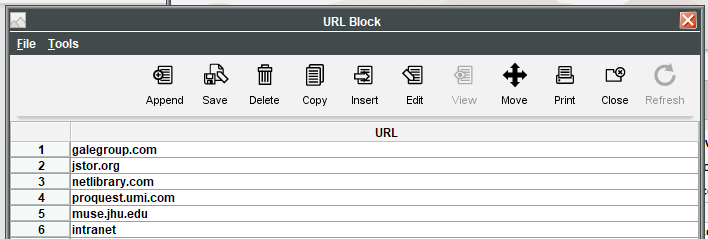 URL Block
File Tools
Append Save Delete Copy Insert Edit View Move Print Close Refresh
URL
1 galegroup.com
2 jstor.org
3 netlibrary.com
4 proquest.umi.com
5 muse.jhu.edu
6 intranet